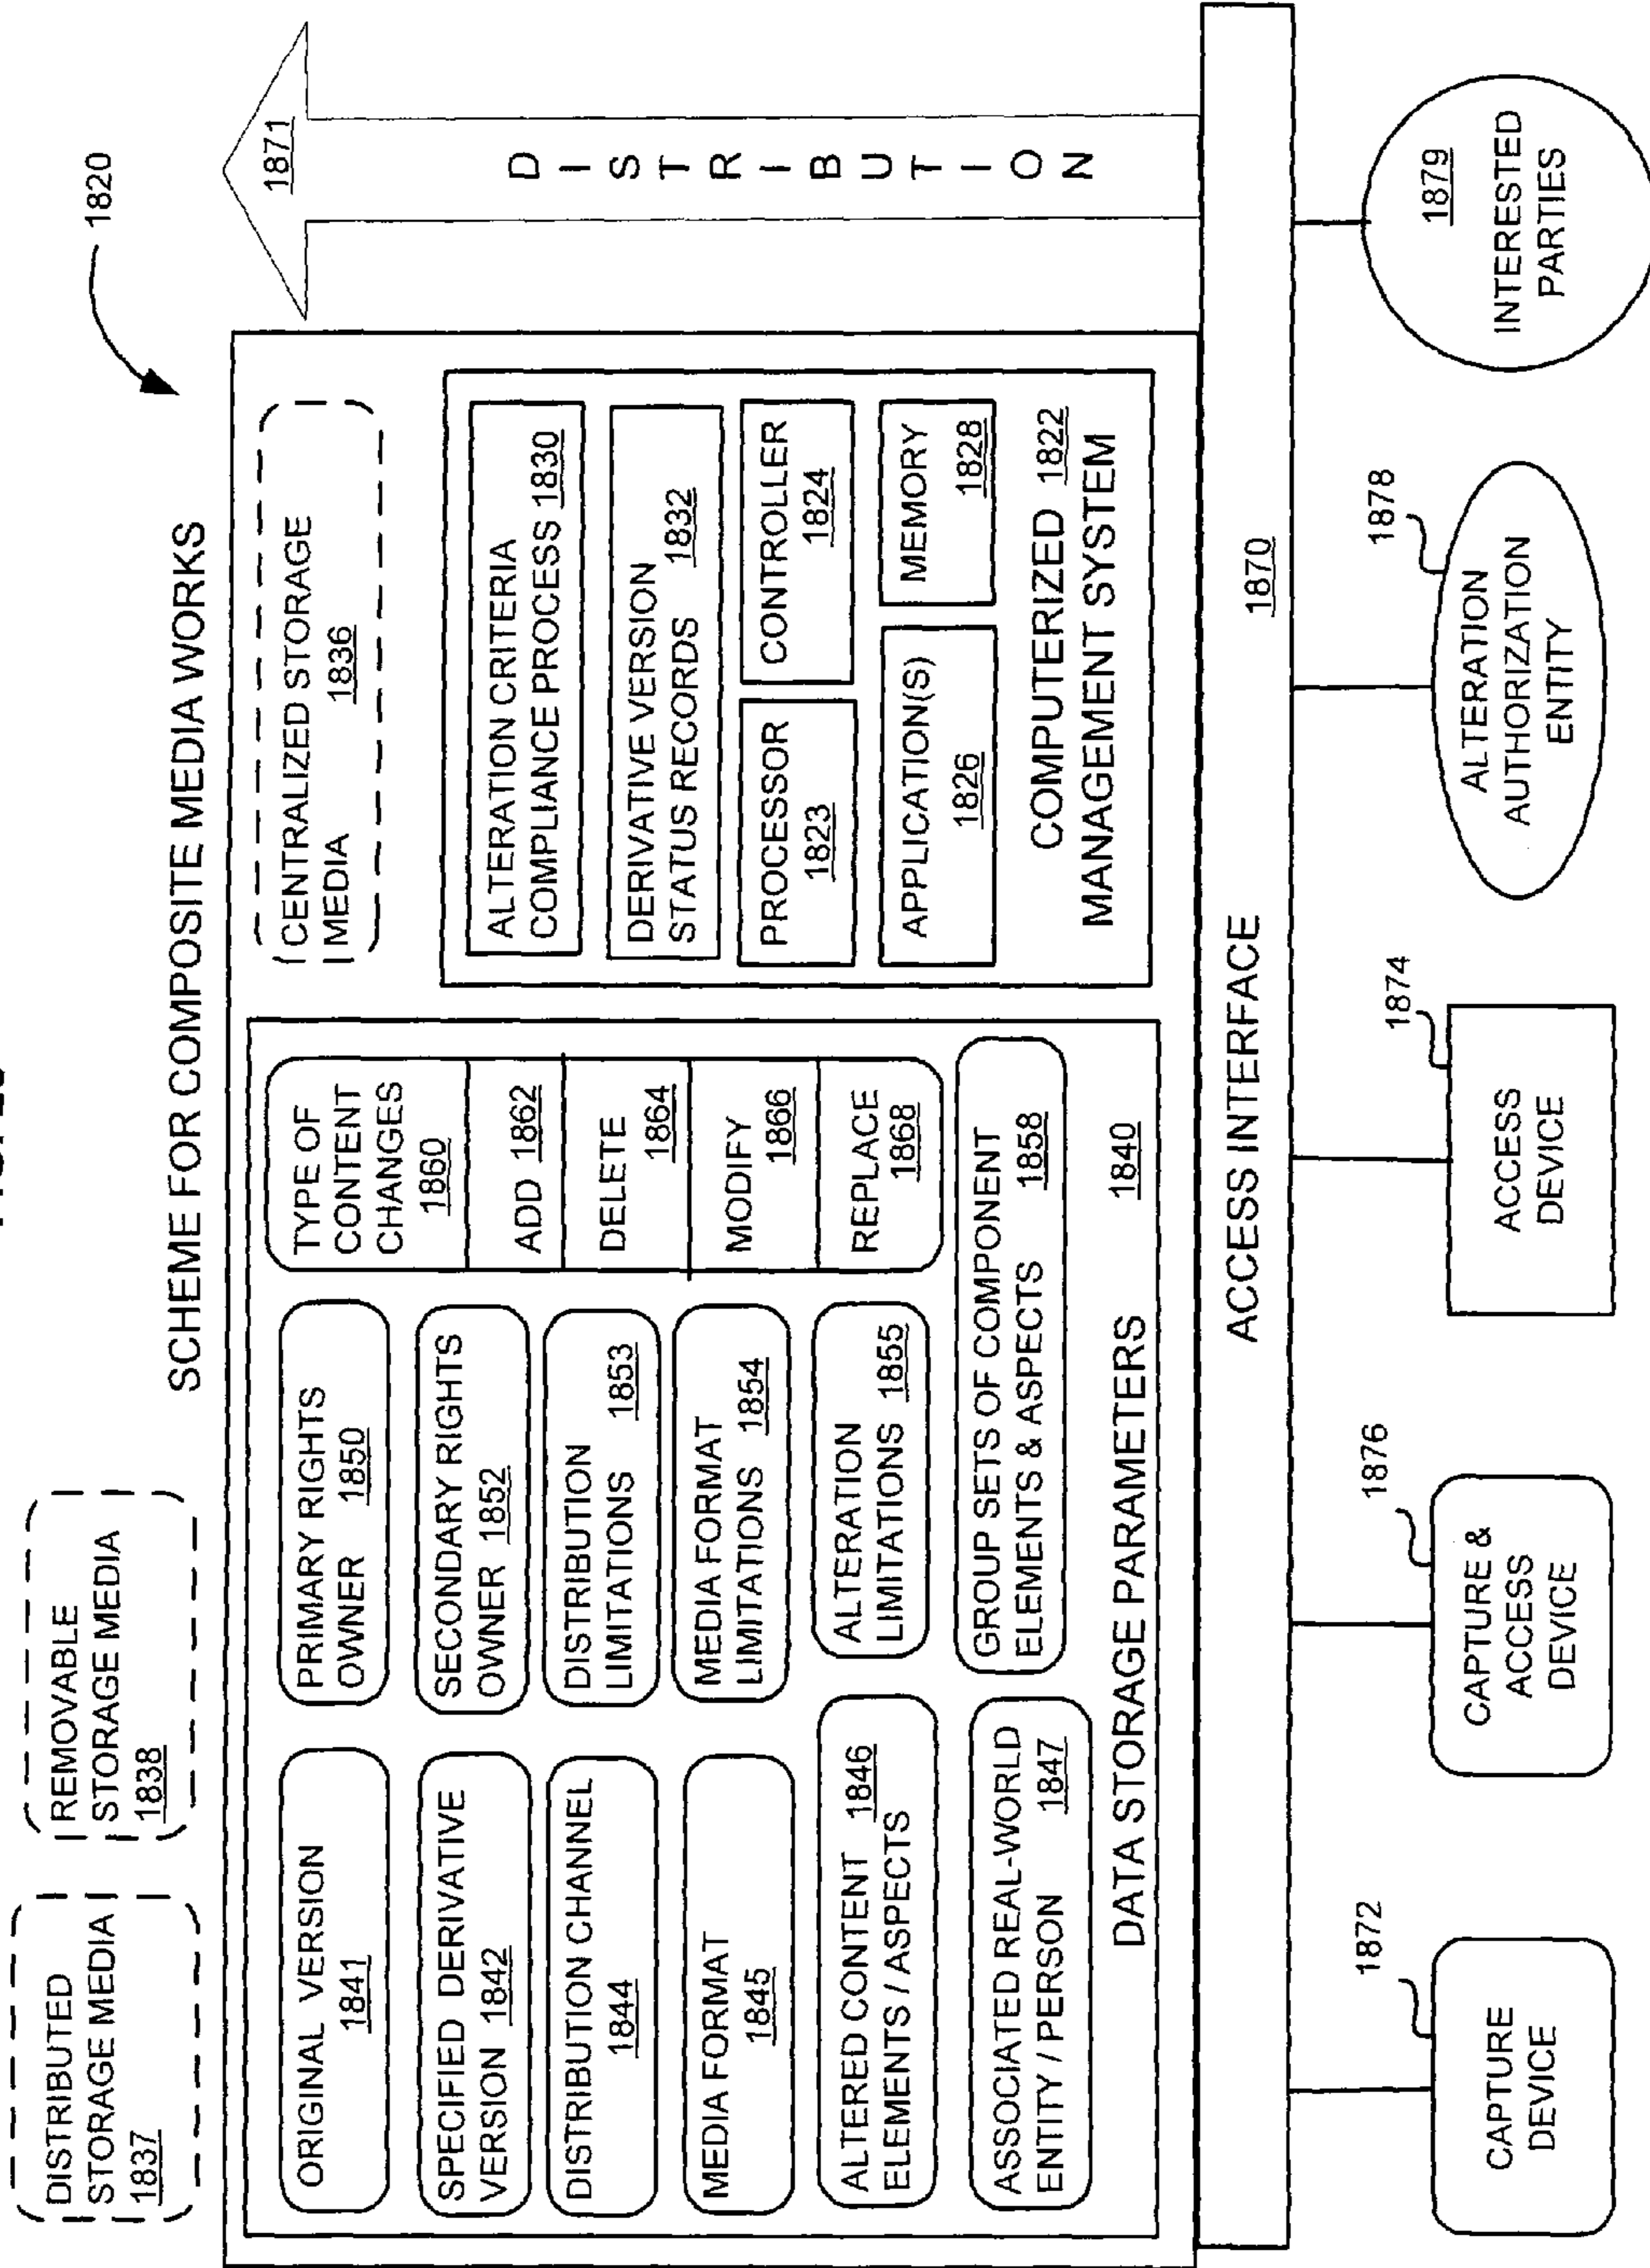 SCHEME FOR COMPOSITE MEDIA WORKS
1820
DISTRIBUTED
STORAGE MEDIA
1837
REMOVABLE
STORAGE MEDIA
1838
CENTRALIZED STORAGE
MEDIA 1836
ORIGINAL VERSION
1841
SPECIFIED DERIVATIVE
VERSION 1842
DISTRIBUTION CHANNEL
1844
MEDIA FORMAT
1845
ALTERED CONTENT 1846
ELEMENTS / ASPECTS
ASSOCIATED REAL-WORLD
ENTITY / PERSON 1847
PRIMARY RIGHTS
OWNER 1850
SECONDARY RIGHTS
OWNER 1852
DISTRIBUTION
LIMITATIONS 1853
MEDIA FORMAT
LIMITATIONS 1854
ALTERATION
LIMITATIONS 1855
GROUP SETS OF COMPONENT
ELEMENTS & ASPECTS 1858
TYPE OF
CONTENT
CHANGES
1860
ADD 1862
DELETE
1864
MODIFY
1866
REPLACE
1868
DATA STORAGE PARAMETERS 1840
ALTERATION CRITERIA
COMPLIANCE PROCESS 1830
DERIVATIVE VERSION
STATUS RECORDS 1832
PROCESSOR
1823
CONTROLLER
1824
APPLICATION(S)
1826
MEMORY
1828
COMPUTERIZED 1822
MANAGEMENT SYSTEM
1871
DISTRIBUTION
ACCESS INTERFACE 1870
1872
CAPTURE
DEVICE
1876
CAPTURE &
ACCESS
DEVICE
1874
ACCESS
DEVICE
1878
ALTERATION
AUTHORIZATION
ENTITY
1879
INTERESTED
PARTIES